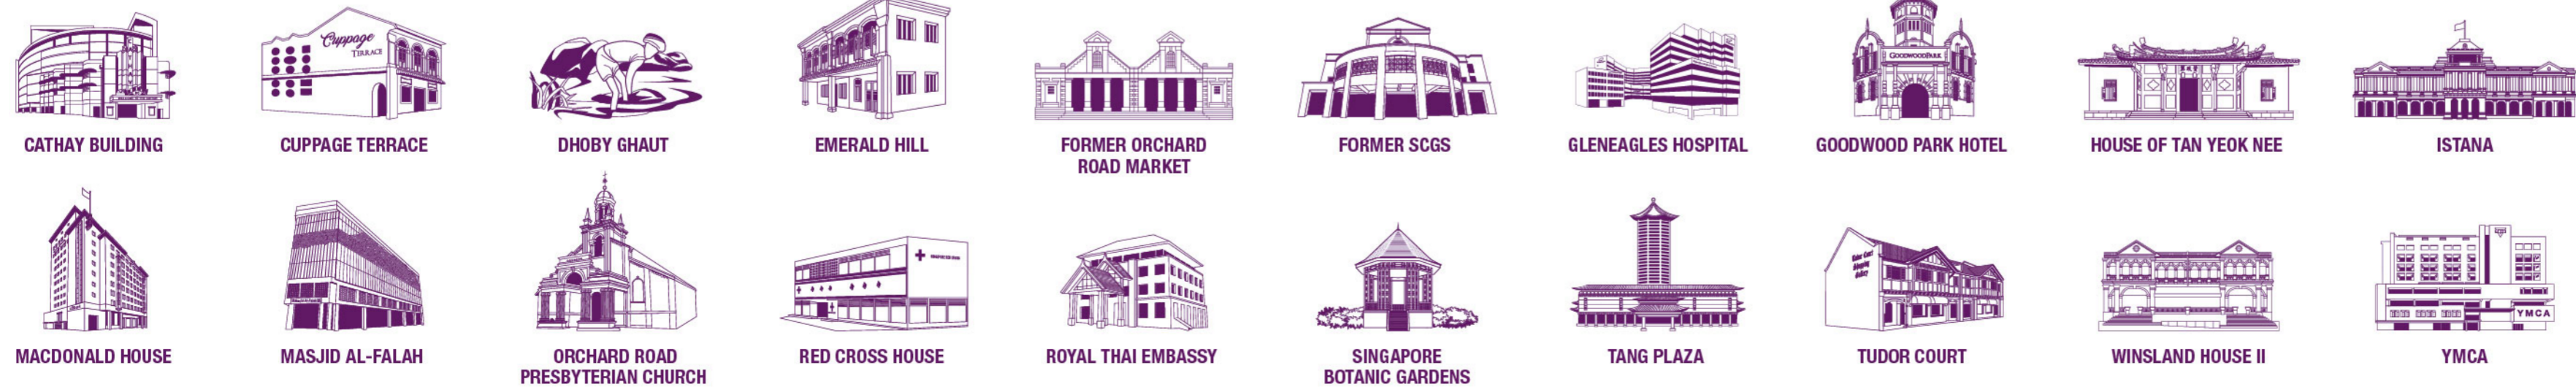 Cuppage
TERRACE
GOODWOOD PARK
CATHAY BUILDING
CUPPAGE TERRACE
DHOBY GHAUT
EMERALD HILL
FORMER ORCHARD
ROAD MARKET
FORMER SCGS
GLENEAGLES HOSPITAL
GOODWOOD PARK HOTEL
HOUSE OF TAN YEOK NEE
ISTANA
YMCA
MACDONALD HOUSE
MASJID AL-FALAH
ORCHARD ROAD
PRESBYTERIAN CHURCH
RED CROSS HOUSE
ROYAL THAI EMBASSY
SINGAPORE
BOTANIC GARDENS
TANG PLAZA
TUDOR COURT
WINSLAND HOUSE II
YMCA